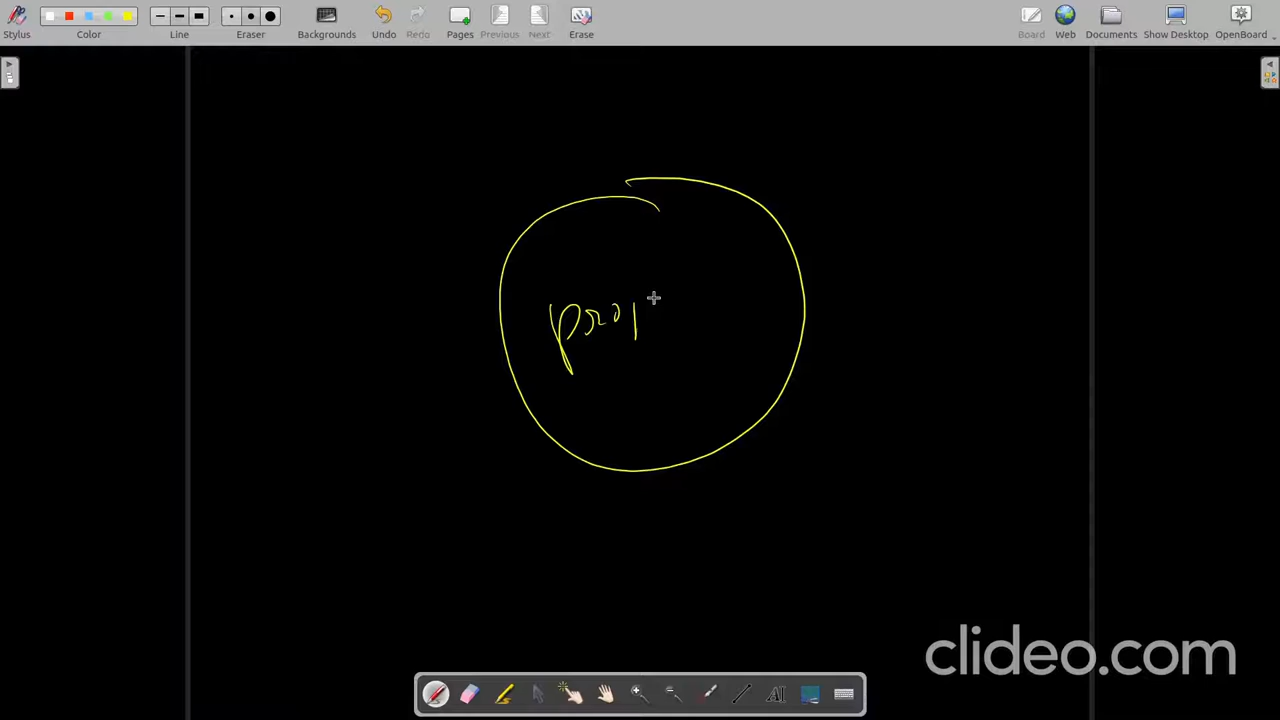 Stylus Color Line Eraser Backgrounds Undo Redo Pages Previous Next Erase Board Web Documents Show Desktop OpenBoard
clideo.com
AI